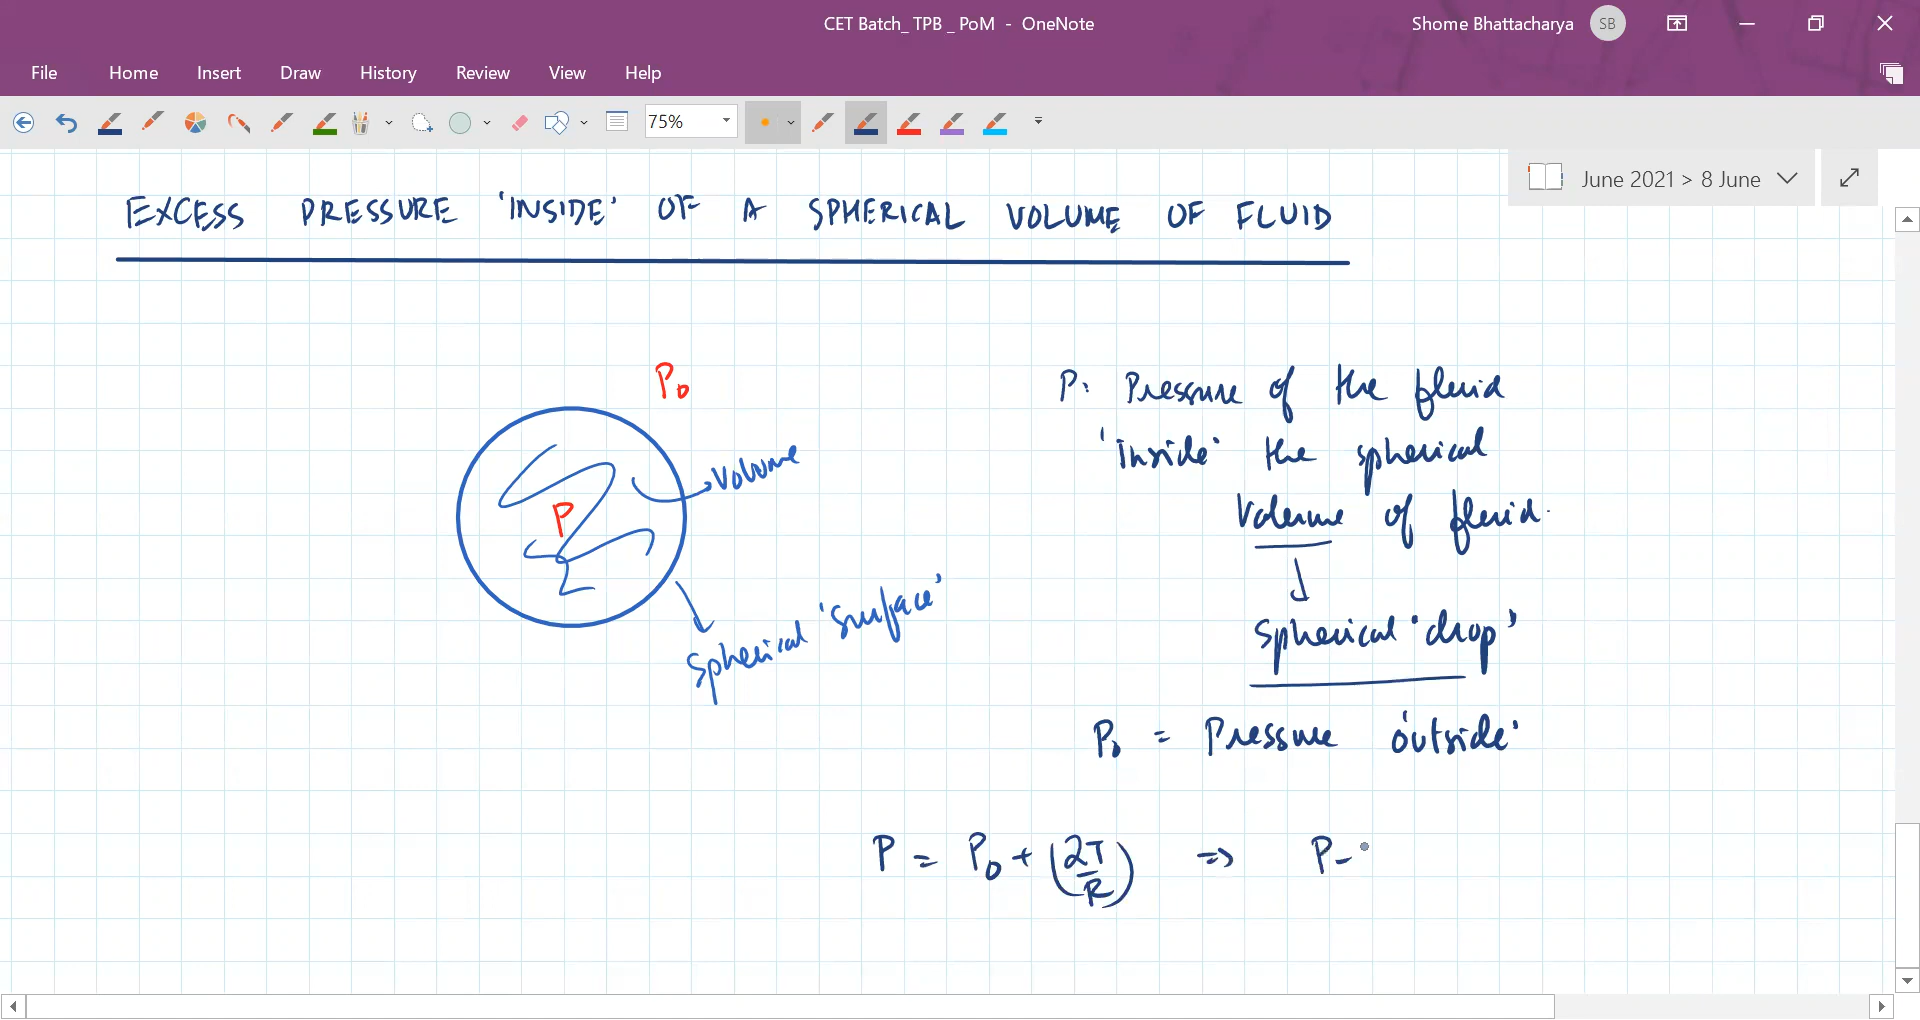 CET Batch_ TPB _ PoM - OneNote
Shome Bhattacharya SB
File Home Insert Draw History Review View Help
75%
June 2021 > 8 June
EXCESS PRESSURE 'INSIDE' OF A SPHERICAL VOLUME OF FLUID
P₀
Volume
P
Spherical 'surface'
P: Pressure of the fluid
'inside' the spherical
Volume of fluid.
↓
Spherical 'drop'
P₀ = Pressure 'outside'
P = P₀ + (2T/R) ⇒ P -